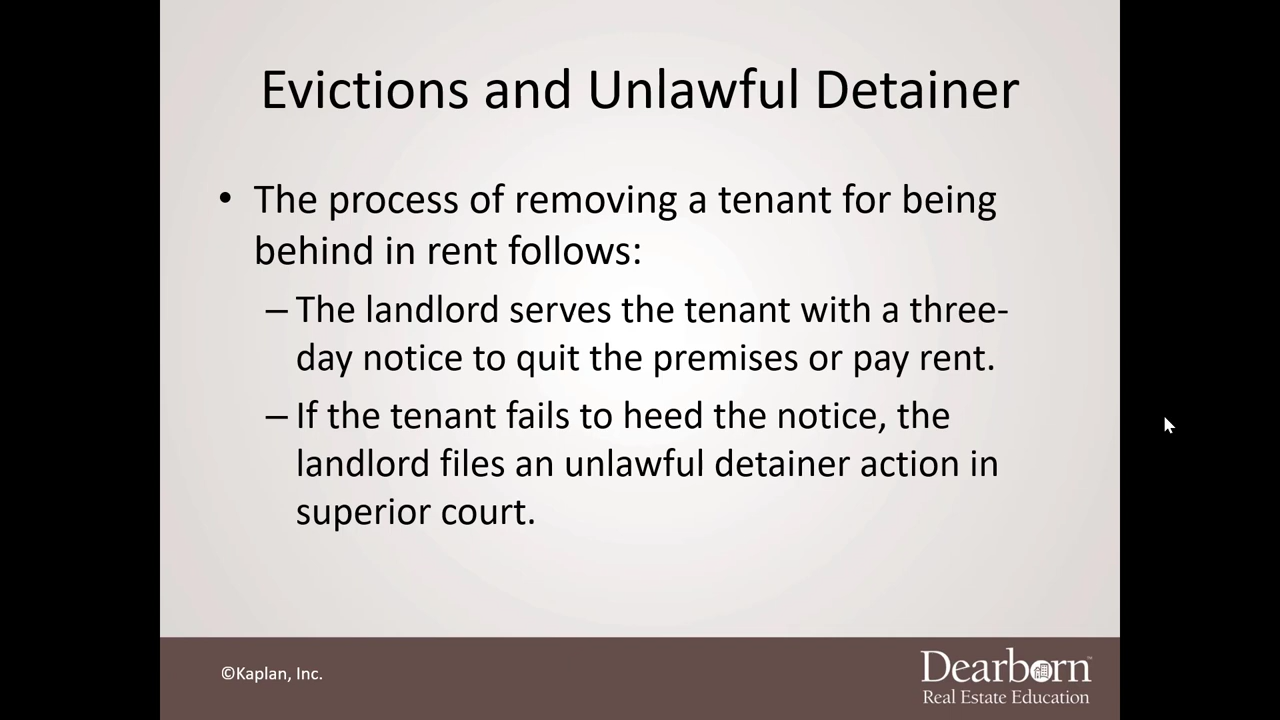 Evictions and Unlawful Detainer
• The process of removing a tenant for being
behind in rent follows:
– The landlord serves the tenant with a three-
day notice to quit the premises or pay rent.
– If the tenant fails to heed the notice, the
landlord files an unlawful detainer action in
superior court.
©Kaplan, Inc.
Dearborn™
Real Estate Education